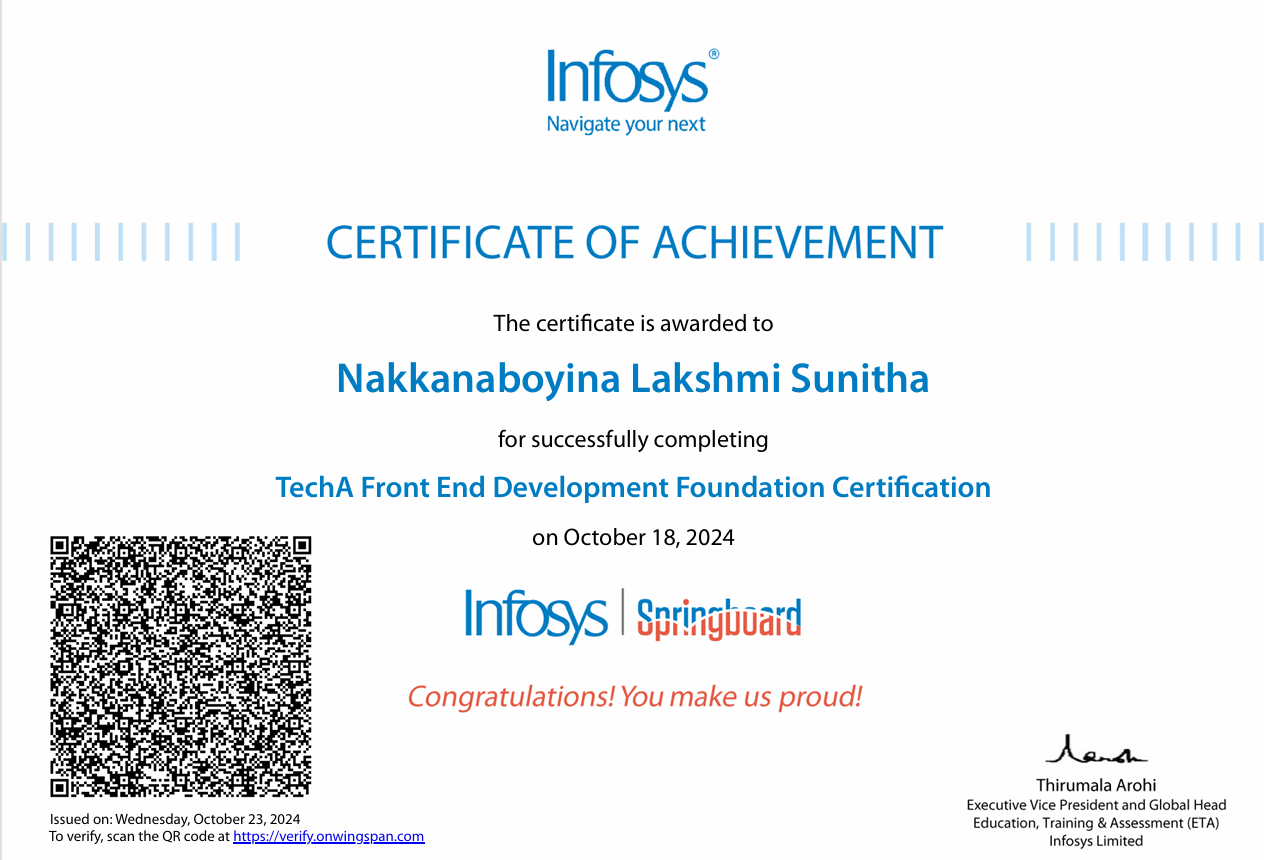 Infosys®
Navigate your next
CERTIFICATE OF ACHIEVEMENT
The certificate is awarded to
Nakkanaboyina Lakshmi Sunitha
for successfully completing
TechA Front End Development Foundation Certification
on October 18, 2024
Infosys | Springboard
Congratulations! You make us proud!
Thirumala Arohi
Executive Vice President and Global Head
Education, Training & Assessment (ETA)
Infosys Limited
Issued on: Wednesday, October 23, 2024
To verify, scan the QR code at https://verify.onwingspan.com